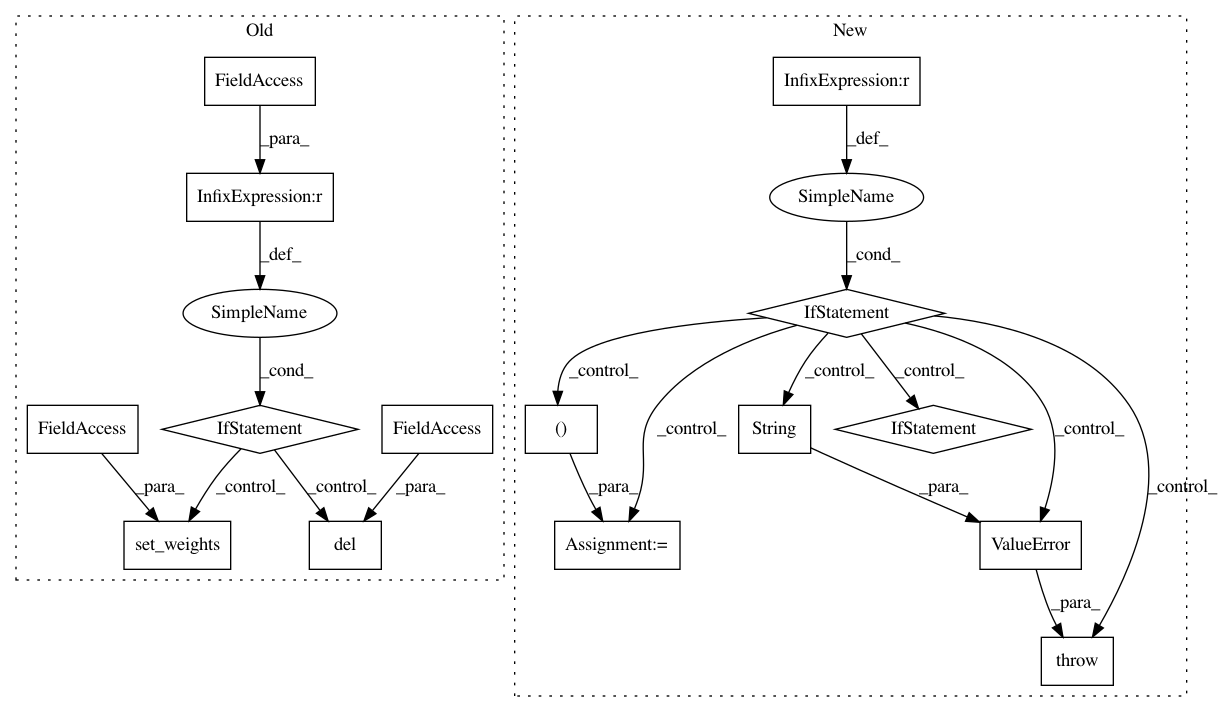 Old
New
FieldAccess
InfixExpression:r
_para_
_def_
InfixExpression:r
SimpleName
_def_
_cond_
SimpleName
IfStatement
_cond_
_control_
_control_
_control_
_control_
_control_
_control_
FieldAccess
IfStatement
FieldAccess
()
String
IfStatement
_para_
_control_
_control_
_para_
_para_
_para_
set_weights
del
Assignment:=
ValueError
_para_
throw